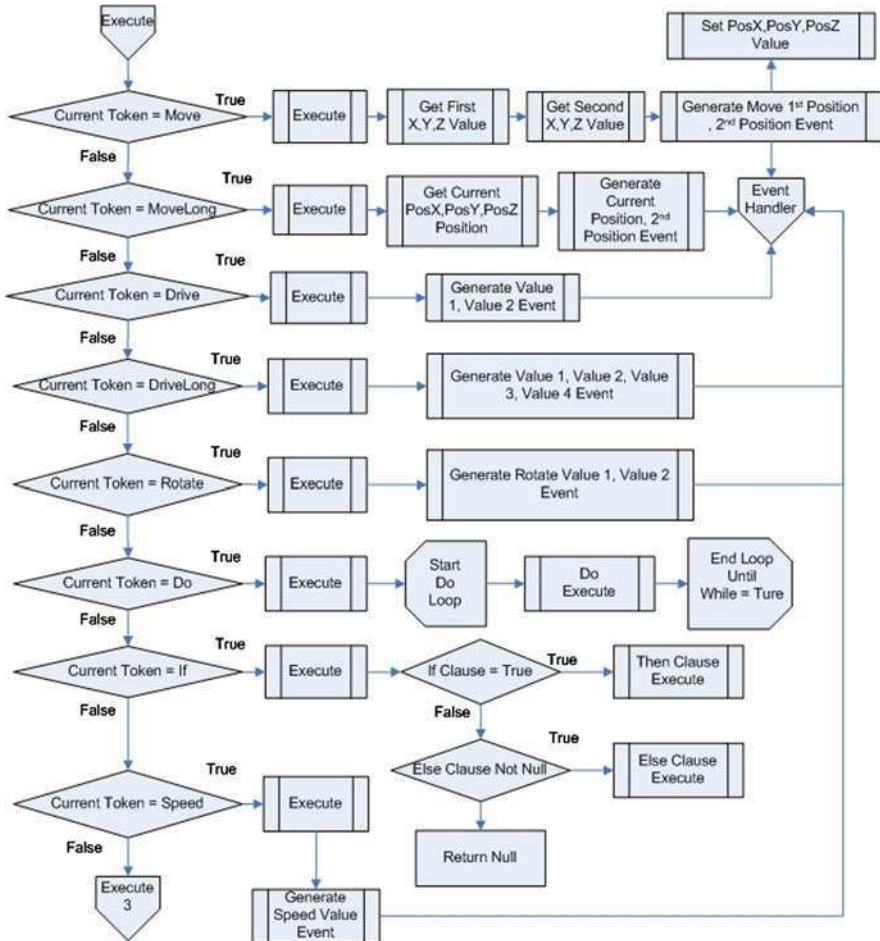 Execute
Set PosX,PosY,PosZ
Value
Current Token = Move
True
Execute
Get First
X,Y,Z Value
Get Second
X,Y,Z Value
Generate Move 1st Position
, 2nd Position Event
False
Current Token = MoveLong
True
Execute
Get Current
PosX,PosY,PosZ
Position
Generate
Current
Position, 2nd
Position Event
Event
Handler
False
Current Token = Drive
True
Execute
Generate Value
1, Value 2 Event
False
Current Token = DriveLong
True
Execute
Generate Value 1, Value 2, Value
3, Value 4 Event
False
Current Token = Rotate
True
Execute
Generate Rotate Value 1, Value 2
Event
False
Current Token = Do
True
Execute
Start
Do
Loop
Do
Execute
End Loop
Until
While = Ture
False
Current Token = If
True
Execute
If Clause = True
True
Then Clause
Execute
False
False
Else Clause Not Null
True
Else Clause
Execute
Return Null
Current Token = Speed
True
Execute
False
Generate
Speed Value
Event
Execute
3